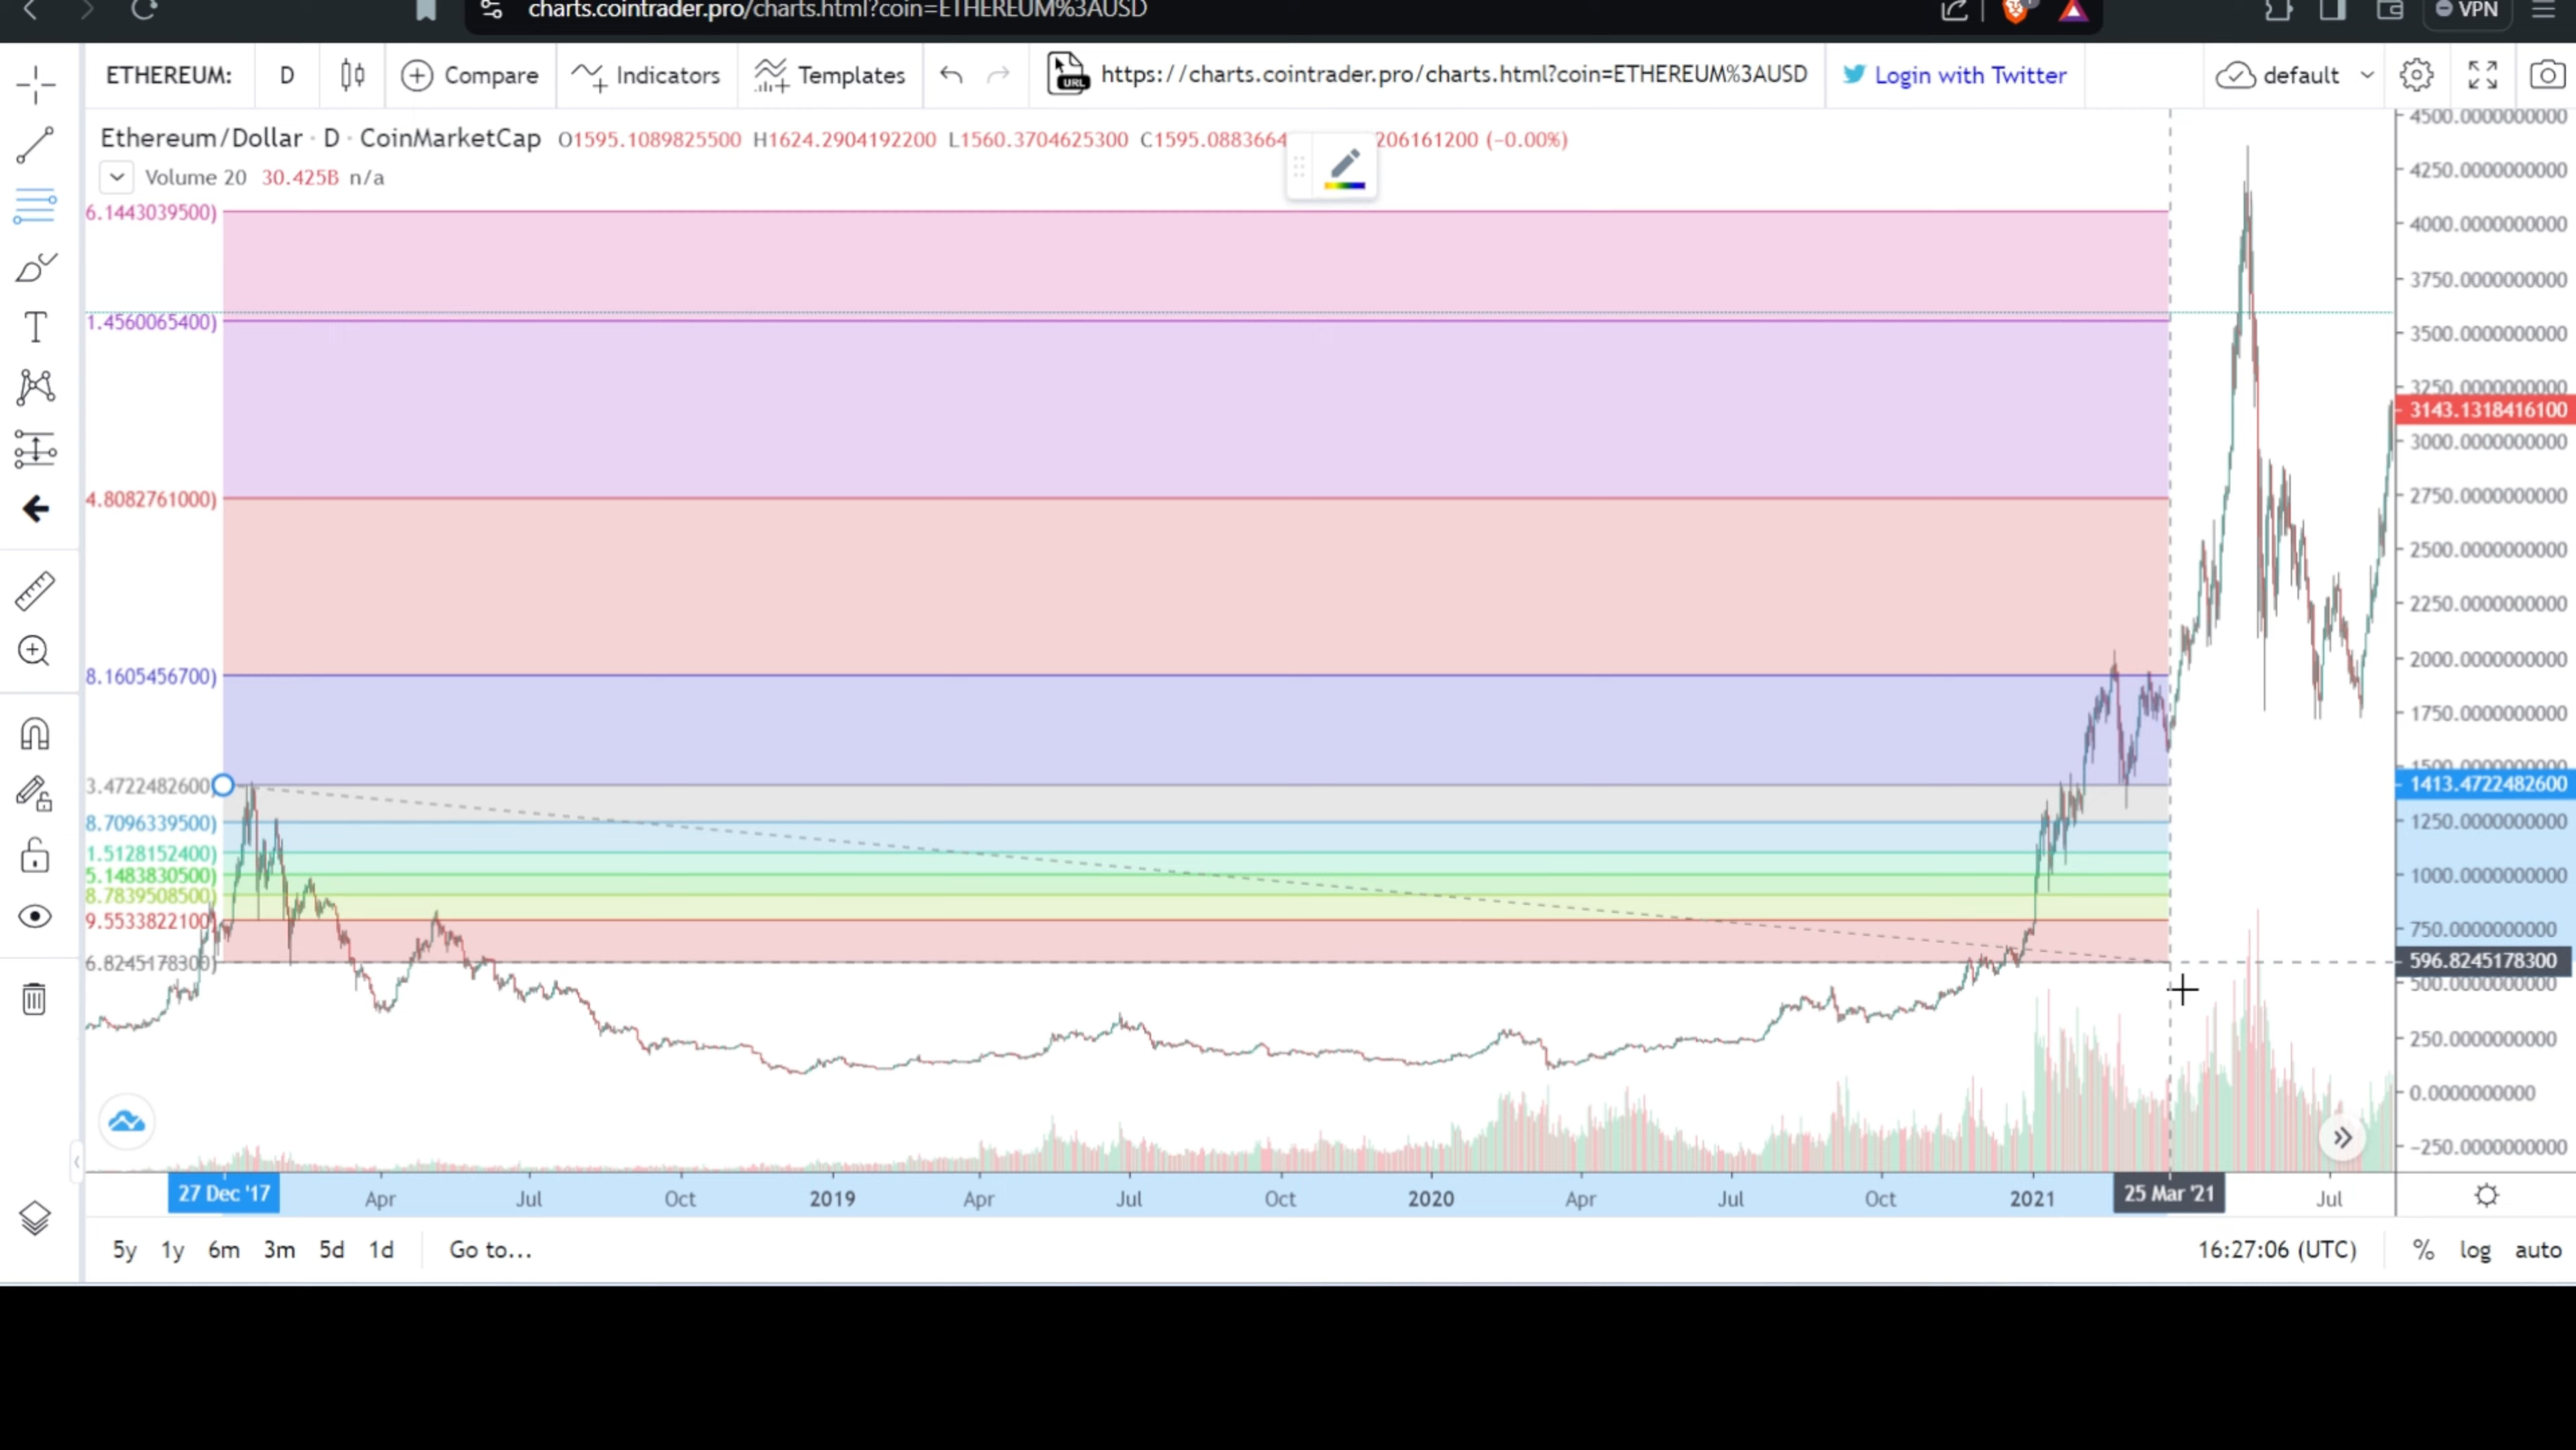 charts.cointrader.pro/charts.html?coin=ETHEREUM%3AUSD
VPN
ETHEREUM:
D
Compare
Indicators
Templates
URL
https://charts.cointrader.pro/charts.html?coin=ETHEREUM%3AUSD
Login with Twitter
default
Ethereum/Dollar · D · CoinMarketCap O1595.1089825500 H1624.2904192200 L1560.3704625300 C1595.0883664 206161200 (−0.00%)
Volume 20 30.425B n/a
T
6.1443039500)
1.4560065400)
4.8082761000)
8.1605456700)
3.4722482600)
8.7096339500)
1.5128152400)
5.1483830500)
8.7839508500)
9.5533822100)
6.8245178300)
4500.0000000000
4250.0000000000
4000.0000000000
3750.0000000000
3500.0000000000
3250.0000000000
3143.1318416100
3000.0000000000
2750.0000000000
2500.0000000000
2250.0000000000
2000.0000000000
1750.0000000000
1500.0000000000
1413.4722482600
1250.0000000000
1000.0000000000
750.0000000000
596.8245178300
500.0000000000
250.0000000000
0.0000000000
−250.0000000000
27 Dec '17
Apr
Jul
Oct
2019
Apr
Jul
Oct
2020
Apr
Jul
Oct
2021
25 Mar '21
Jul
5y 1y 6m 3m 5d 1d Go to...
16:27:06 (UTC) % log auto